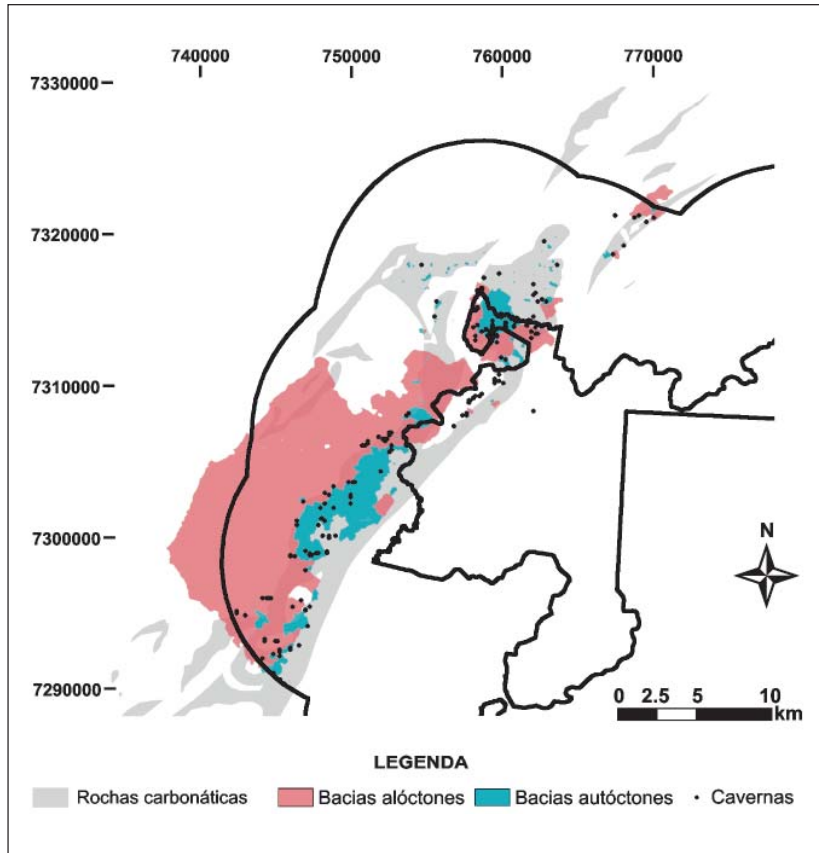 740000 750000 760000 770000
7330000
7320000
7310000
7300000
7290000
N
0 2.5 5 10
km
LEGENDA
Rochas carbonáticas Bacias alóctones Bacias autóctones Cavernas